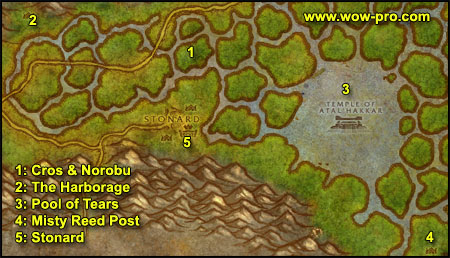 www.wow-pro.com
2
1
3
TEMPLE OF
ATAL'HAKKAR
STONARD
5
1: Cros & Norobu
2: The Harborage
3: Pool of Tears
4: Misty Reed Post
5: Stonard
4